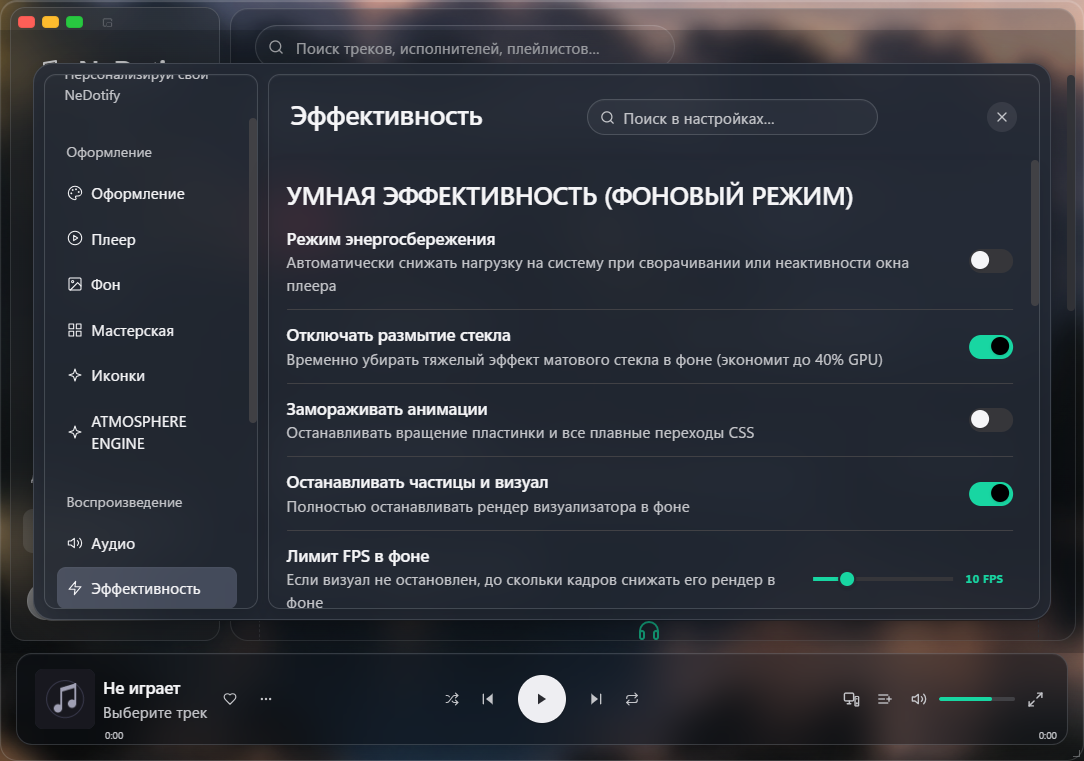 Поиск треков, исполнителей, плейлистов...
Персонализируй свой
NeDotify
Оформление
Оформление
Плеер
Фон
Мастерская
Иконки
ATMOSPHERE
ENGINE
Воспроизведение
Аудио
Эффективность
Эффективность
Поиск в настройках...
УМНАЯ ЭФФЕКТИВНОСТЬ (ФОНОВЫЙ РЕЖИМ)
Режим энергосбережения
Автоматически снижать нагрузку на систему при сворачивании или неактивности окна
плеера
Отключать размытие стекла
Временно убирать тяжелый эффект матового стекла в фоне (экономит до 40% GPU)
Замораживать анимации
Останавливать вращение пластинки и все плавные переходы CSS
Останавливать частицы и визуал
Полностью останавливать рендер визуализатора в фоне
Лимит FPS в фоне
Если визуал не остановлен, до скольки кадров снижать его рендер в
фоне
10 FPS
Не играет
Выберите трек
0:00
0:00